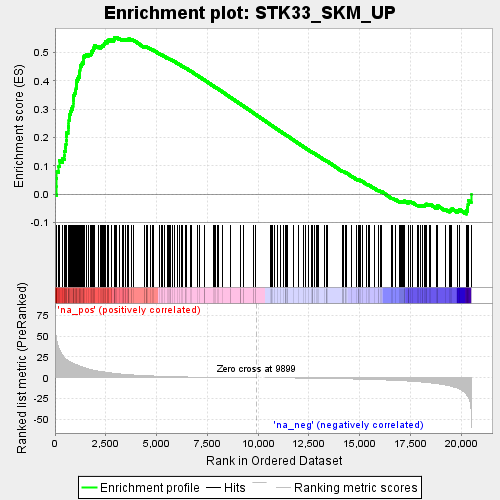 Enrichment plot: STK33_SKM_UP
Enrichment score (ES)
0.5
0.4
0.3
0.2
0.1
0.0
-0.1
'na_pos' (positively correlated)
Ranked list metric (PreRanked)
75
50
25
0
-25
-50
Zero cross at 9899
'na_neg' (negatively correlated)
0
2,500
5,000
7,500
10,000
12,500
15,000
17,500
20,000
Rank in Ordered Dataset
Enrichment profile
Hits
Ranking metric scores